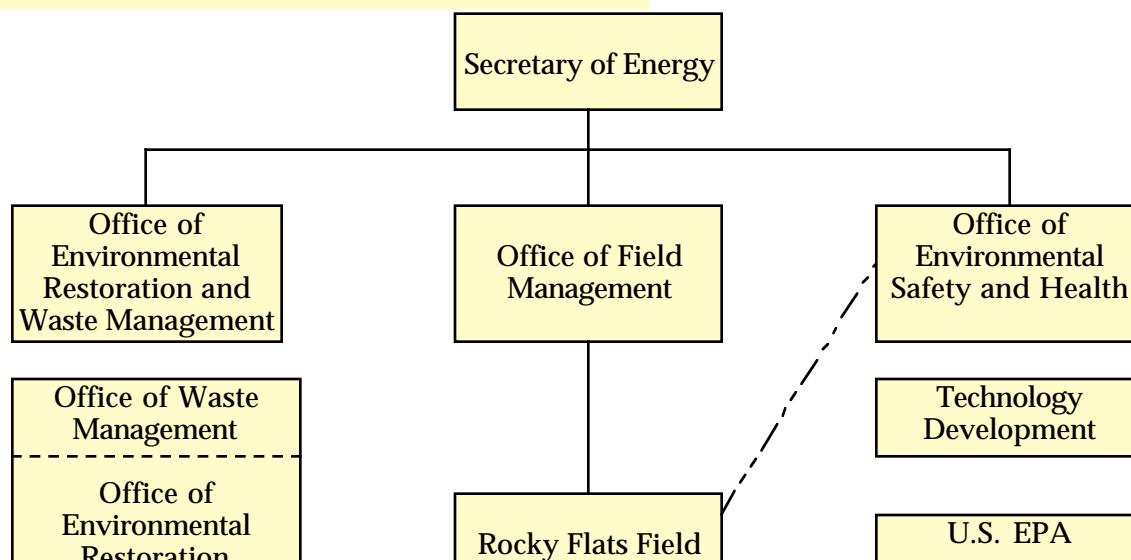 Secretary of Energy
Office of
Environmental
Restoration and
Waste Management
Office of Field
Management
Office of
Environmental
Safety and Health
Office of Waste
Management
Technology
Development
Office of
Environmental
Restoration
Rocky Flats Field
U.S. EPA